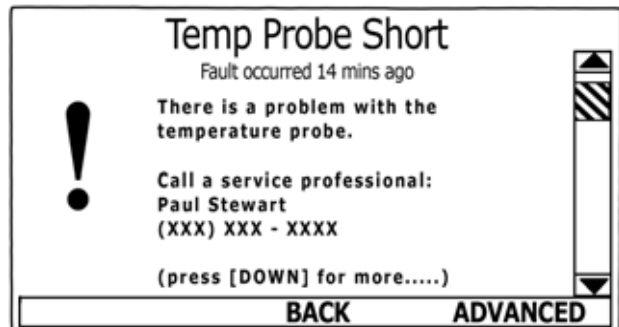 Temp Probe Short
Fault occurred 14 mins ago
There is a problem with the
temperature probe.
Call a service professional:
Paul Stewart
(XXX) XXX - XXXX
(press [DOWN] for more.....)
BACK ADVANCED